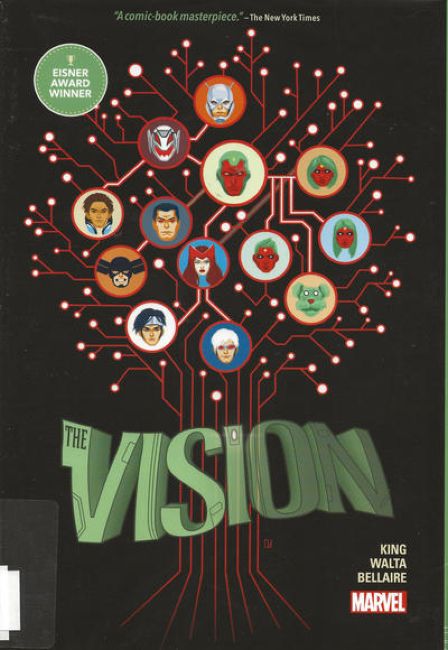 "A comic-book masterpiece." – The New York Times
EISNER
AWARD
WINNER
THE
VISION
KING
WALTA
BELLAIRE
MARVEL